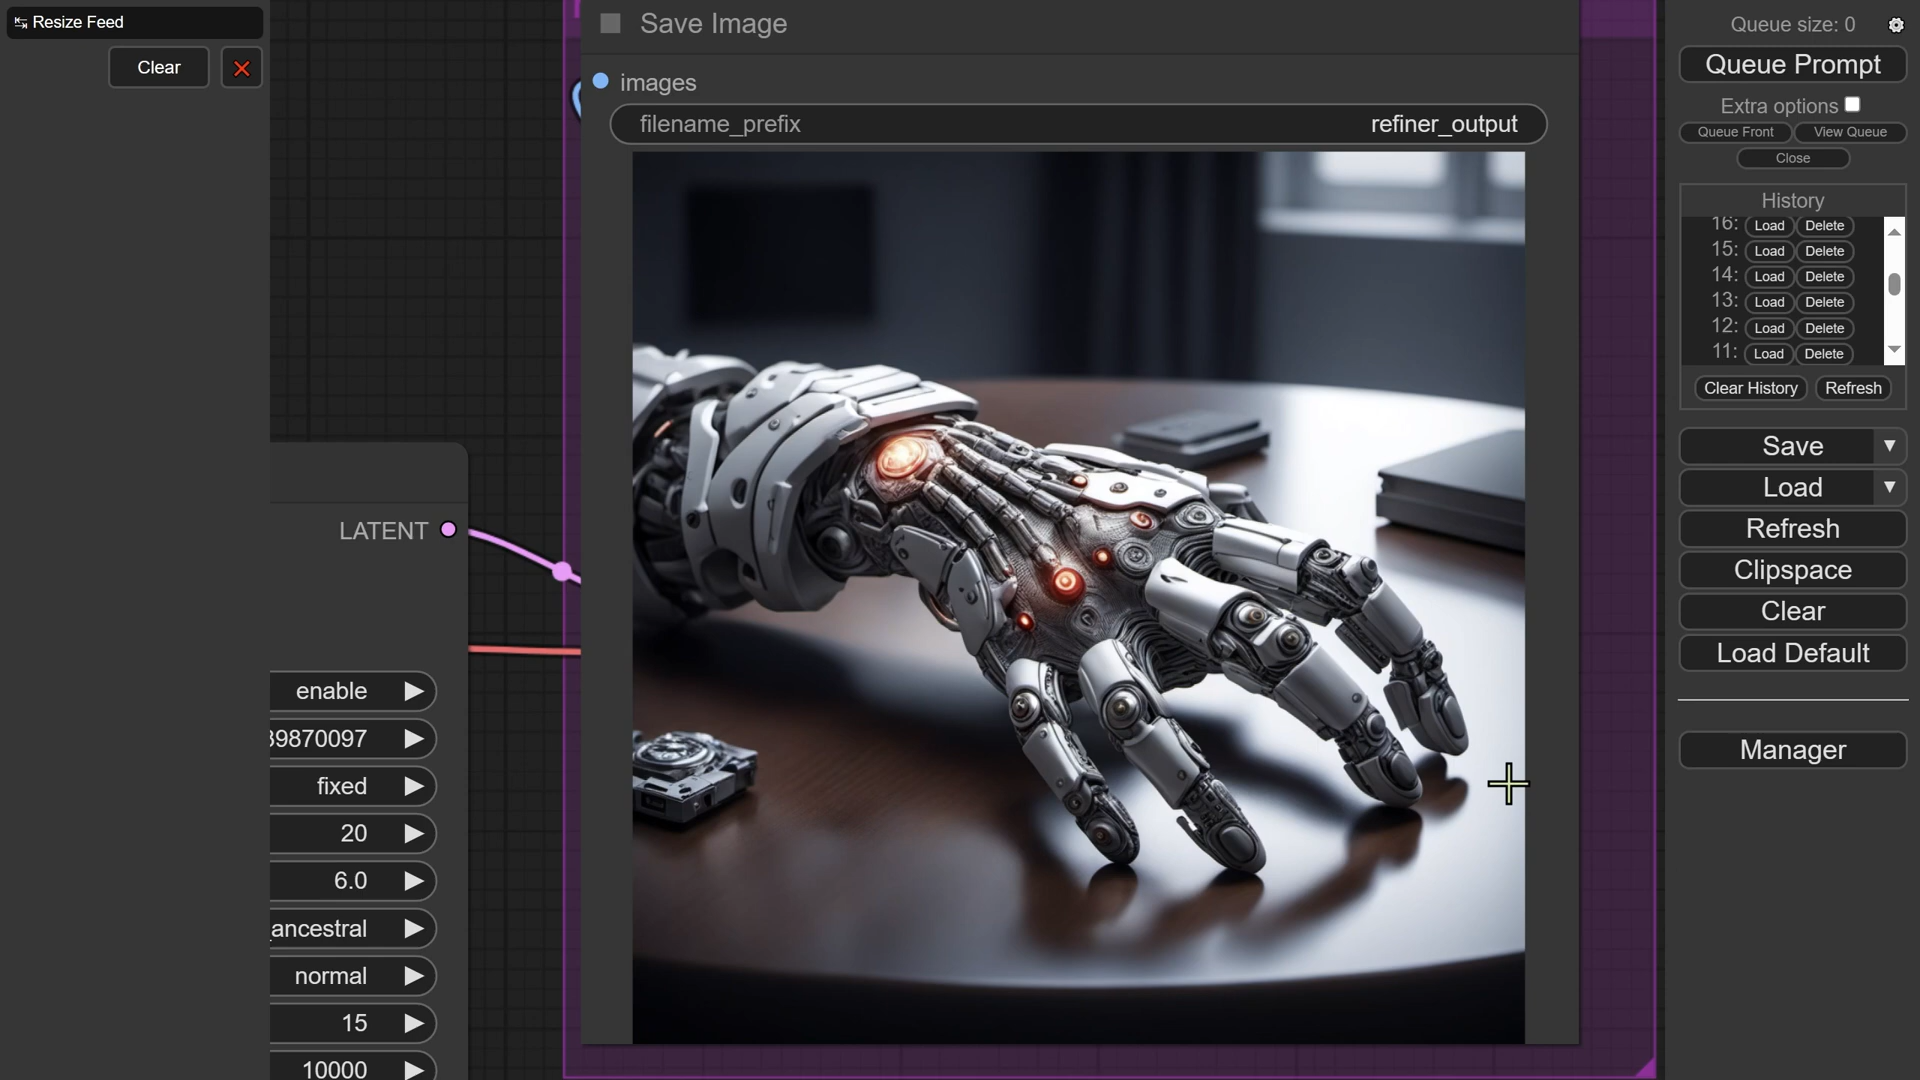 Resize Feed
Clear
Save Image
images
filename_prefix refiner_output
LATENT
enable
39870097
fixed
20
6.0
_ancestral
normal
15
10000
Queue size: 0
Queue Prompt
Extra options
Queue Front View Queue
Close
History
16: Load Delete
15: Load Delete
14: Load Delete
13: Load Delete
12: Load Delete
11: Load Delete
Clear History Refresh
Save ▼
Load ▼
Refresh
Clipspace
Clear
Load Default
Manager